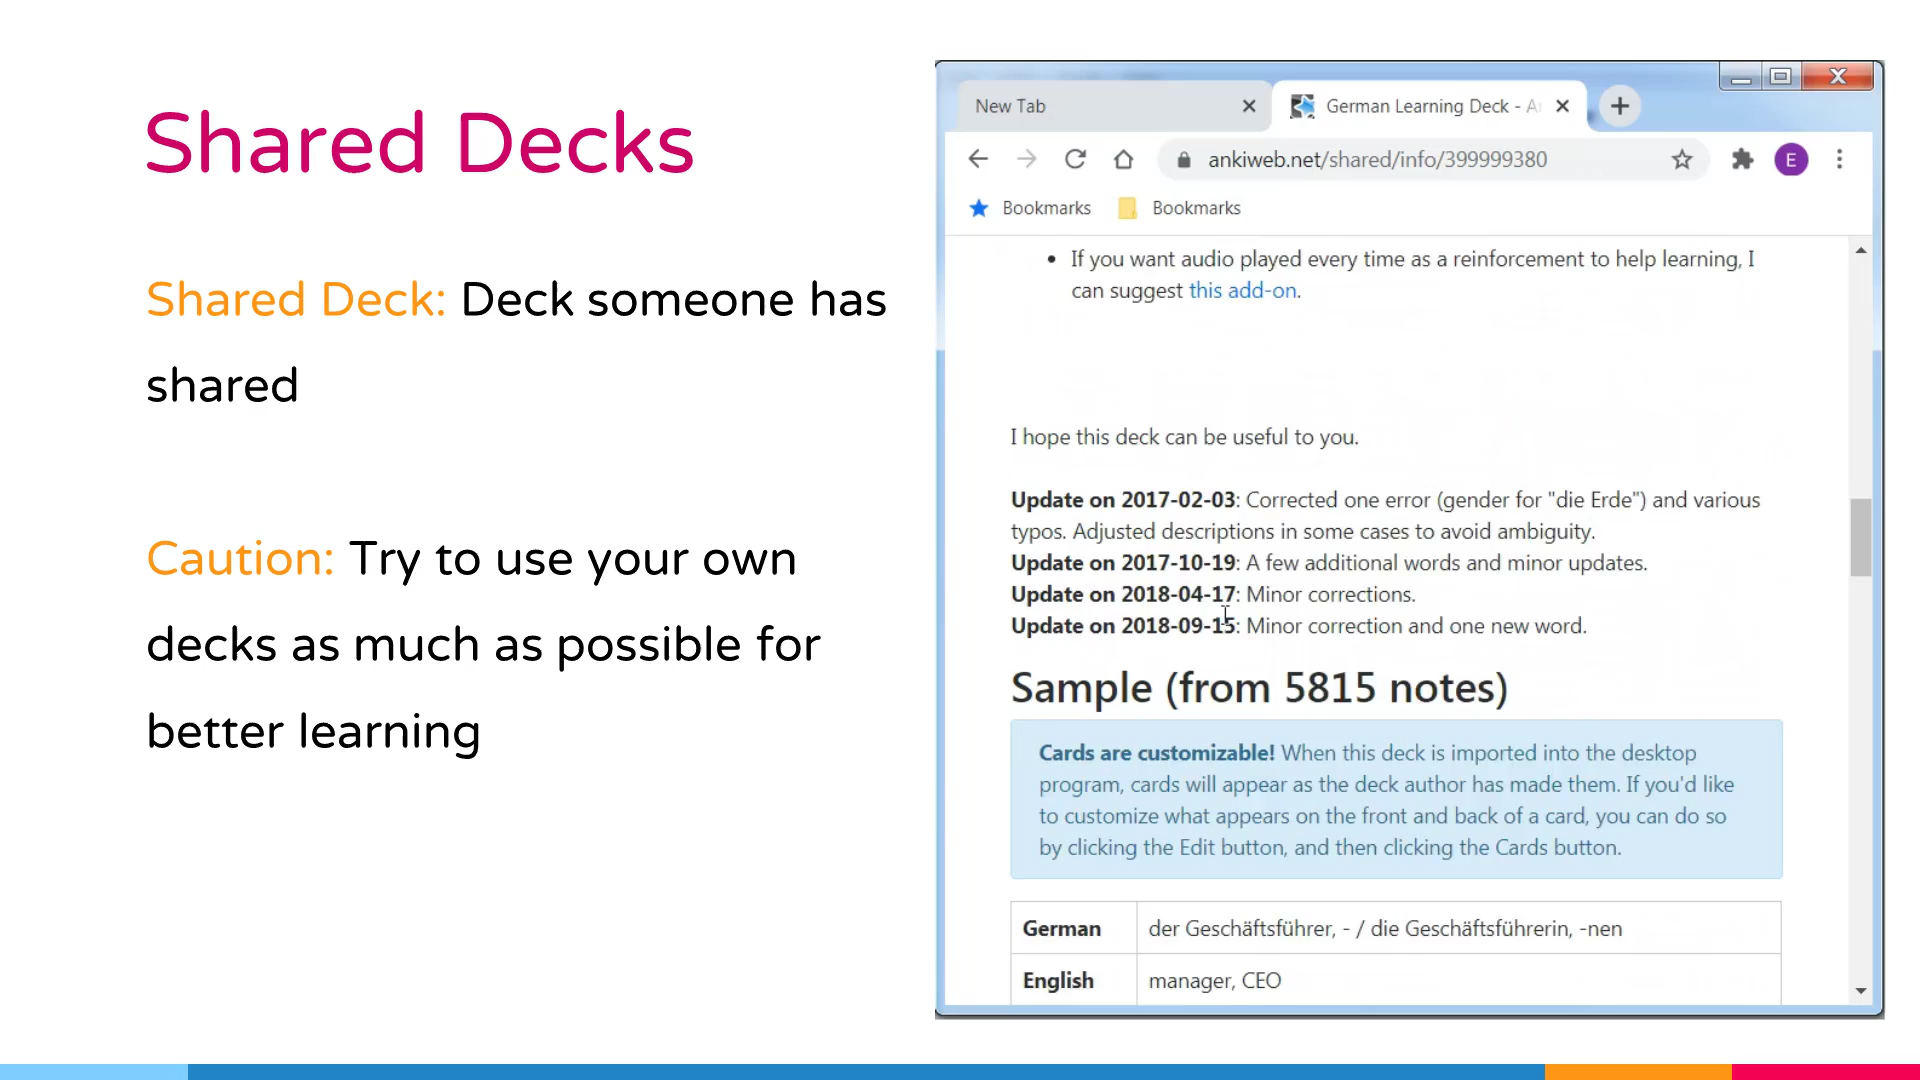 Shared Decks
Shared Deck: Deck someone has
shared
Caution: Try to use your own
decks as much as possible for
better learning
New Tab
German Learning Deck - A
ankiweb.net/shared/info/399999380
E
Bookmarks
Bookmarks
• If you want audio played every time as a reinforcement to help learning, I
can suggest this add-on.
I hope this deck can be useful to you.
Update on 2017-02-03: Corrected one error (gender for "die Erde") and various
typos. Adjusted descriptions in some cases to avoid ambiguity.
Update on 2017-10-19: A few additional words and minor updates.
Update on 2018-04-17: Minor corrections.
Update on 2018-09-15: Minor correction and one new word.
Sample (from 5815 notes)
Cards are customizable! When this deck is imported into the desktop
program, cards will appear as the deck author has made them. If you'd like
to customize what appears on the front and back of a card, you can do so
by clicking the Edit button, and then clicking the Cards button.
German der Geschäftsführer, - / die Geschäftsführerin, -nen
English manager, CEO